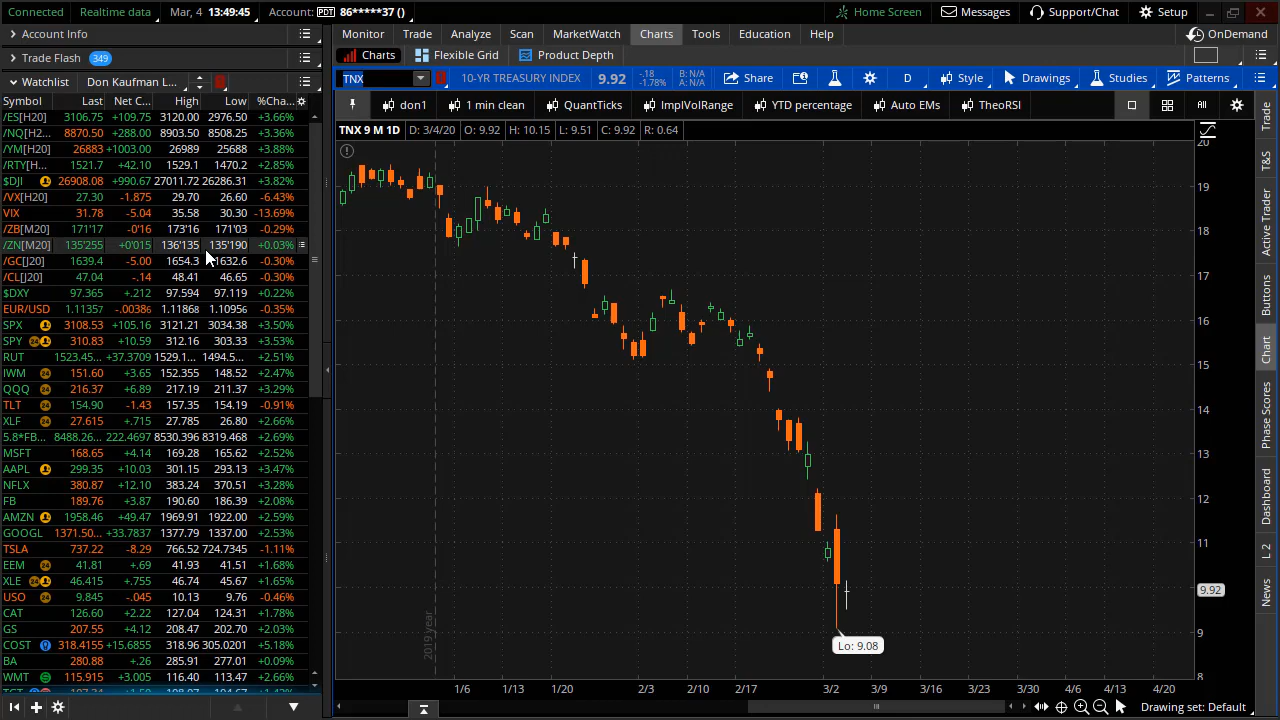 Connected Realtime data Mar, 4 13:49:45 Account: PDT 86*****37 () Home Screen Messages Support/Chat Setup
Account Info
Trade Flash 349
Watchlist Don Kaufman L...
Monitor Trade Analyze Scan MarketWatch Charts Tools Education Help OnDemand
Charts Flexible Grid Product Depth
TNX 10-YR TREASURY INDEX 9.92 -.18 -1.78% B: N/A A: N/A Share D Style Drawings Studies Patterns
don1 1 min clean QuantTicks ImplVolRange YTD percentage Auto EMs TheoRSI All
TNX 9 M 1D D: 3/4/20 O: 9.92 H: 10.15 L: 9.51 C: 9.92 R: 0.64
Symbol Last Net C... High Low %Cha...
/ES[H20] 3106.75 +109.75 3120.00 2976.50 +3.66%
/NQ[H2... 8870.50 +288.00 8903.50 8508.25 +3.36%
/YM[H20] 26883 +1003.00 26989 25688 +3.88%
/RTY[H... 1521.7 +42.10 1529.1 1470.2 +2.85%
$DJI 26908.08 +990.67 27011.72 26286.31 +3.82%
/VX[H20] 27.30 -1.875 29.70 26.60 -6.43%
VIX 31.78 -5.04 35.58 30.30 -13.69%
/ZB[M20] 171'17 -0'16 173'16 171'03 -0.29%
/ZN[M20] 135'255 +0'015 136'135 135'190 +0.03%
/GC[J20] 1639.4 -5.00 1654.3 1632.6 -0.30%
/CL[J20] 47.04 -.14 48.41 46.65 -0.30%
$DXY 97.365 +.212 97.594 97.119 +0.22%
EUR/USD 1.11357 -.00386 1.11868 1.10956 -0.35%
SPX 3108.53 +105.16 3121.21 3034.38 +3.50%
SPY 310.83 +10.59 312.16 303.33 +3.53%
RUT 1523.45... +37.3709 1529.1... 1494.5... +2.51%
IWM 151.60 +3.65 152.355 148.52 +2.47%
QQQ 216.37 +6.89 217.19 211.37 +3.29%
TLT 154.90 -1.43 157.35 154.19 -0.91%
XLF 27.615 +.715 27.785 26.80 +2.66%
5.8*FB... 8488.26... 222.4697 8530.396 8319.468 +2.69%
MSFT 168.65 +4.14 169.28 165.62 +2.52%
AAPL 299.35 +10.03 301.15 293.13 +3.47%
NFLX 380.87 +12.10 383.24 370.51 +3.28%
FB 189.76 +3.87 190.60 186.39 +2.08%
AMZN 1958.46 +49.47 1969.91 1922.00 +2.59%
GOOGL 1371.50... +33.7837 1377.79 1337.00 +2.53%
TSLA 737.22 -8.29 766.52 724.7345 -1.11%
EEM 41.81 +.69 41.93 41.51 +1.68%
XLE 46.415 +.755 46.74 45.67 +1.65%
USO 9.845 -.045 10.13 9.76 -0.46%
CAT 126.60 +2.22 127.04 124.31 +1.78%
GS 207.55 +4.12 208.47 202.70 +2.03%
COST 318.4155 +15.6855 318.96 305.0201 +5.18%
BA 280.88 +.26 285.91 277.01 +0.09%
WMT 115.915 +3.005 116.40 113.47 +2.66%
20
19
18
17
16
15
14
13
12
11
9.92
9
8
Lo: 9.08
2019 year
1/6 1/13 1/20 2/3 2/10 2/17 3/2 3/9 3/16 3/23 3/30 4/6 4/13 4/20
Drawing set: Default
Trade
T&S
Active Trader
Buttons
Chart
Phase Scores
Dashboard
L 2
News